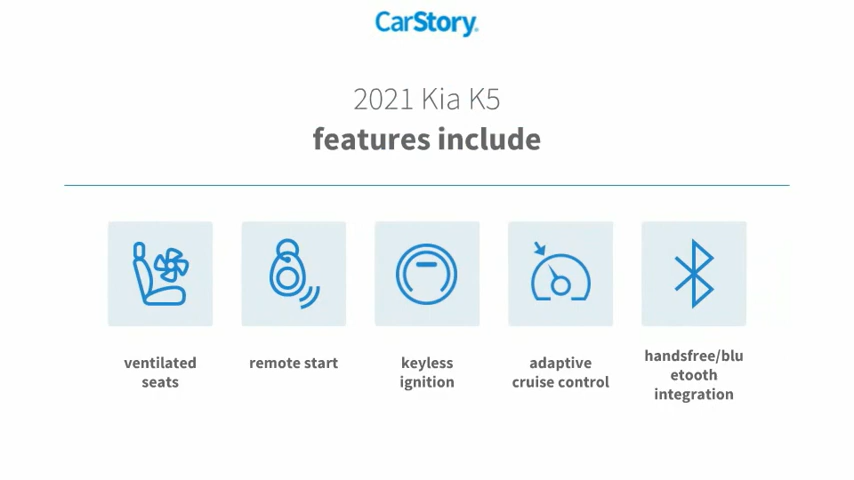 CarStory.
2021 Kia K5
features include
ventilated
seats
remote start
keyless
ignition
adaptive
cruise control
handsfree/blu
etooth
integration